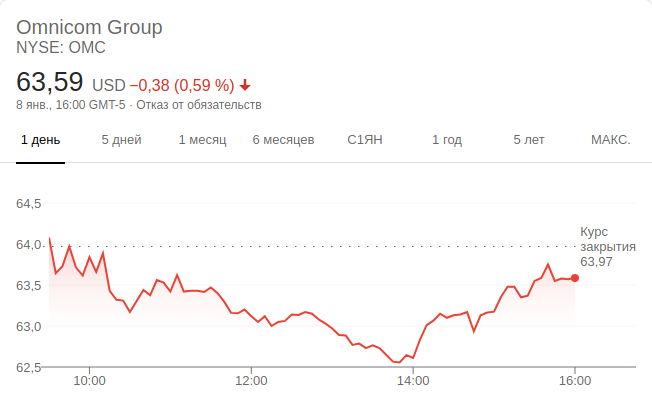 Omnicom Group
NYSE: OMC
63,59 USD −0,38 (0,59 %)
8 янв., 16:00 GMT-5 · Отказ от обязательств
1 день 5 дней 1 месяц 6 месяцев С1ЯН 1 год 5 лет МАКС.
64,5
Курс
64,0 закрытия
63,97
63,5
63,0
62,5
10:00 12:00 14:00 16:00